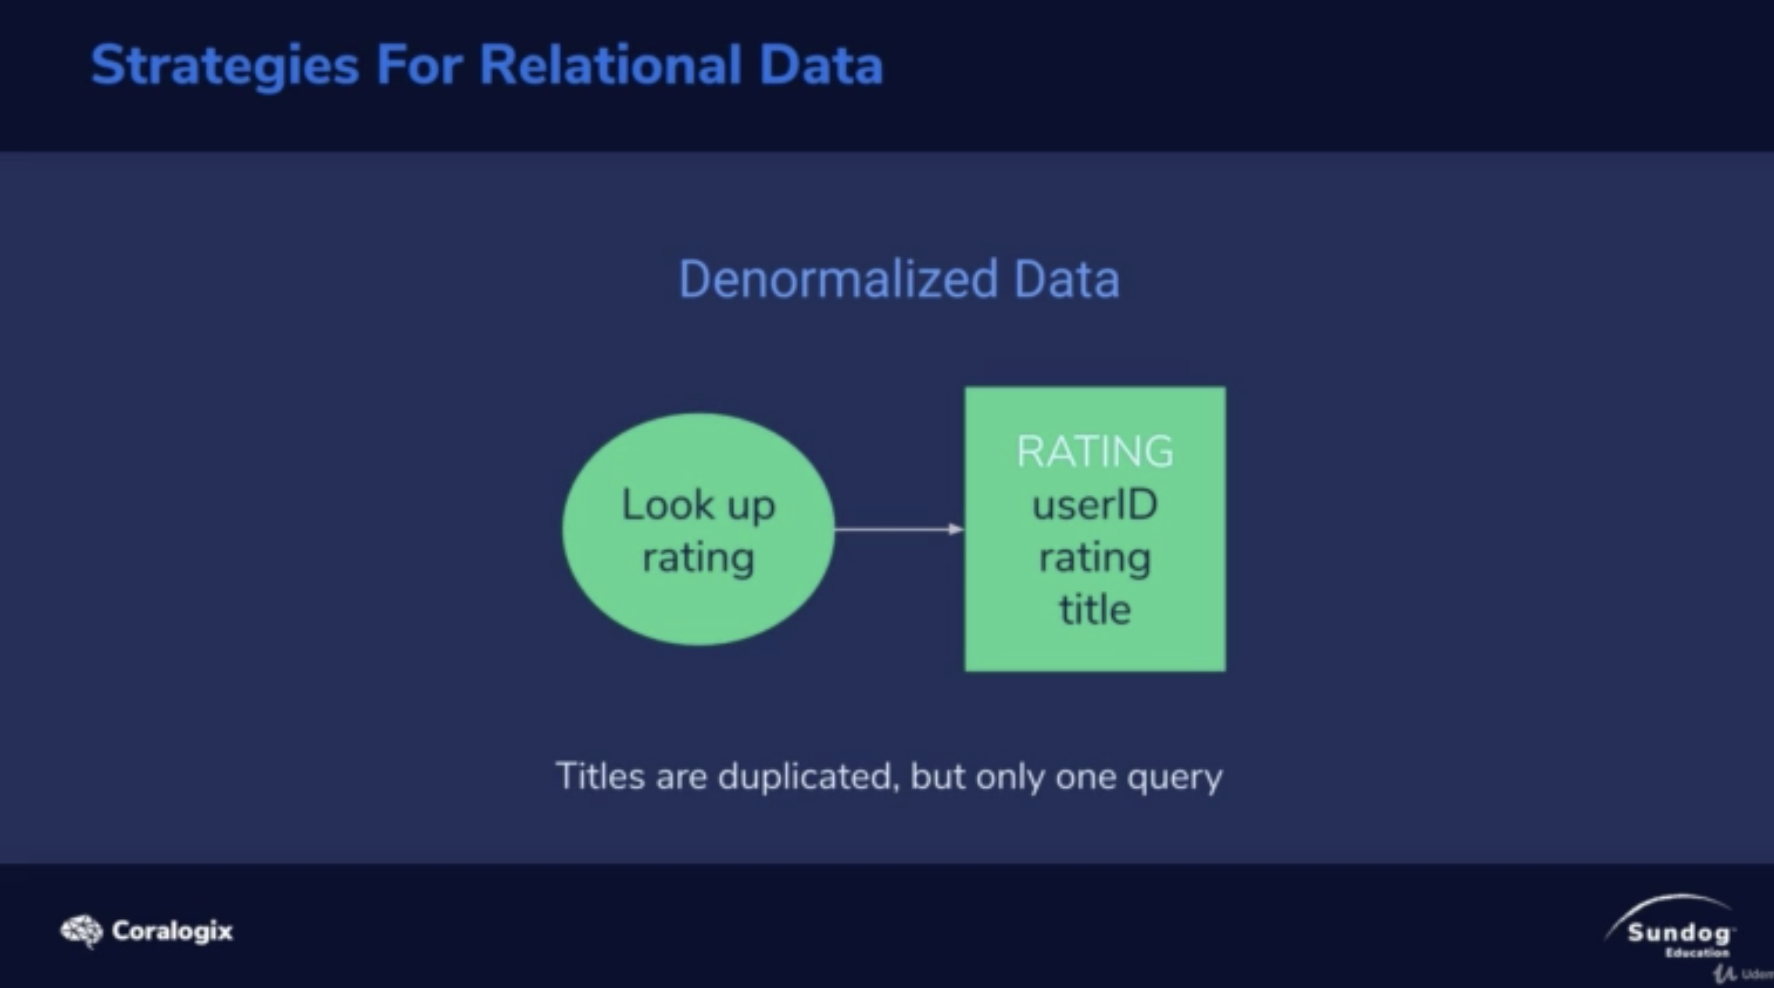 Strategies For Relational Data
Denormalized Data
Look up
rating
RATING
userID
rating
title
Titles are duplicated, but only one query
Coralogix
Sundog
Education